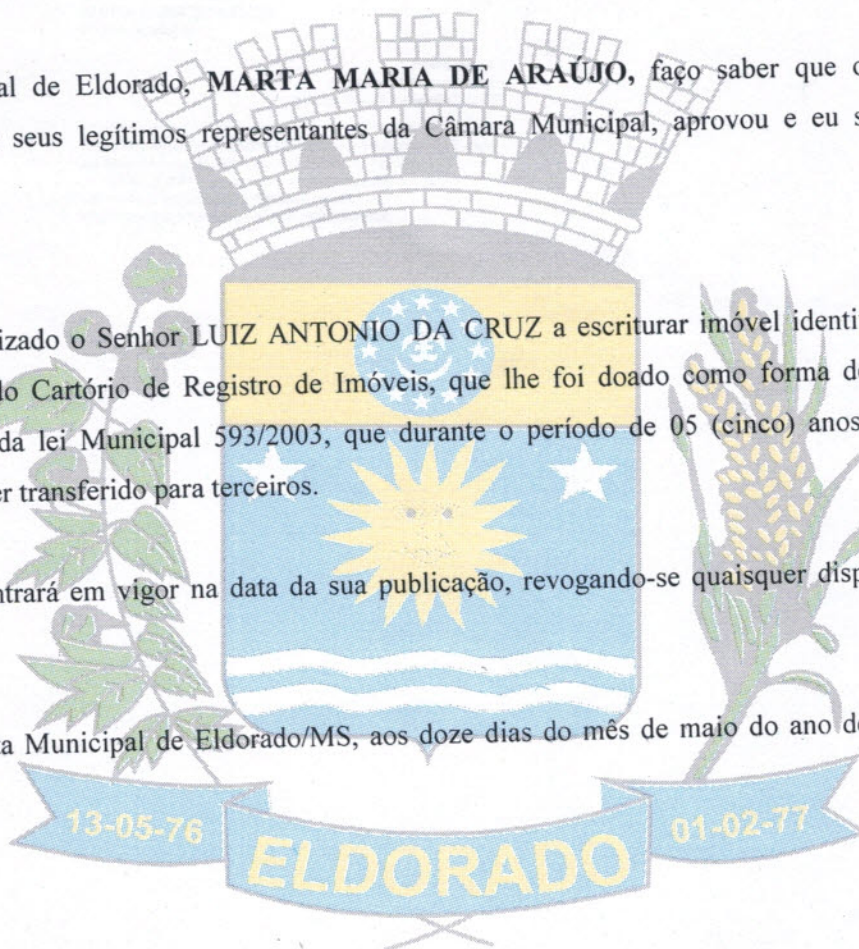 al de Eldorado, MARTA MARIA DE ARAÚJO, faço saber que
seus legítimos representantes da Câmara Municipal, aprovou e eu s
izado o Senhor LUIZ ANTONIO DA CRUZ a escriturar imóvel identi
lo Cartório de Registro de Imóveis, que lhe foi doado como forma d
da lei Municipal 593/2003, que durante o período de 05 (cinco) anos
er transferido para terceiros.
ntrará em vigor na data da sua publicação, revogando-se quaisquer disp
ta Municipal de Eldorado/MS, aos doze dias do mês de maio do ano d
13-05-76
ELDORADO
01-02-77